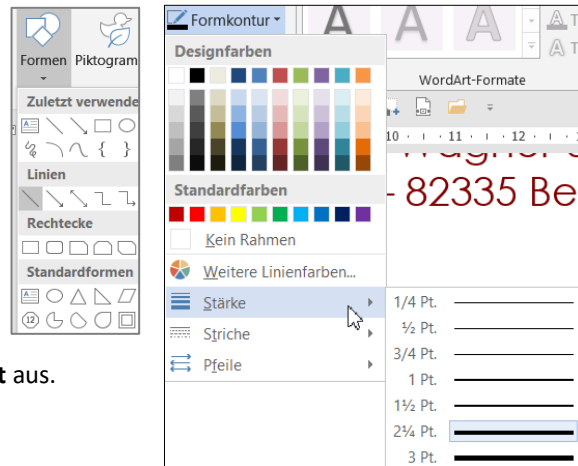 Formen Piktogram
Zuletzt verwende
Linien
Rechtecke
Standardformen
12
t aus.
Formkontur
Designfarben
Standardfarben
Kein Rahmen
Weitere Linienfarben...
Stärke
Striche
Pfeile
A A A
A T
A T
WordArt-Formate
10 11 12
82335 Be
1/4 Pt.
½ Pt.
3/4 Pt.
1 Pt.
1½ Pt.
2¼ Pt.
3 Pt.